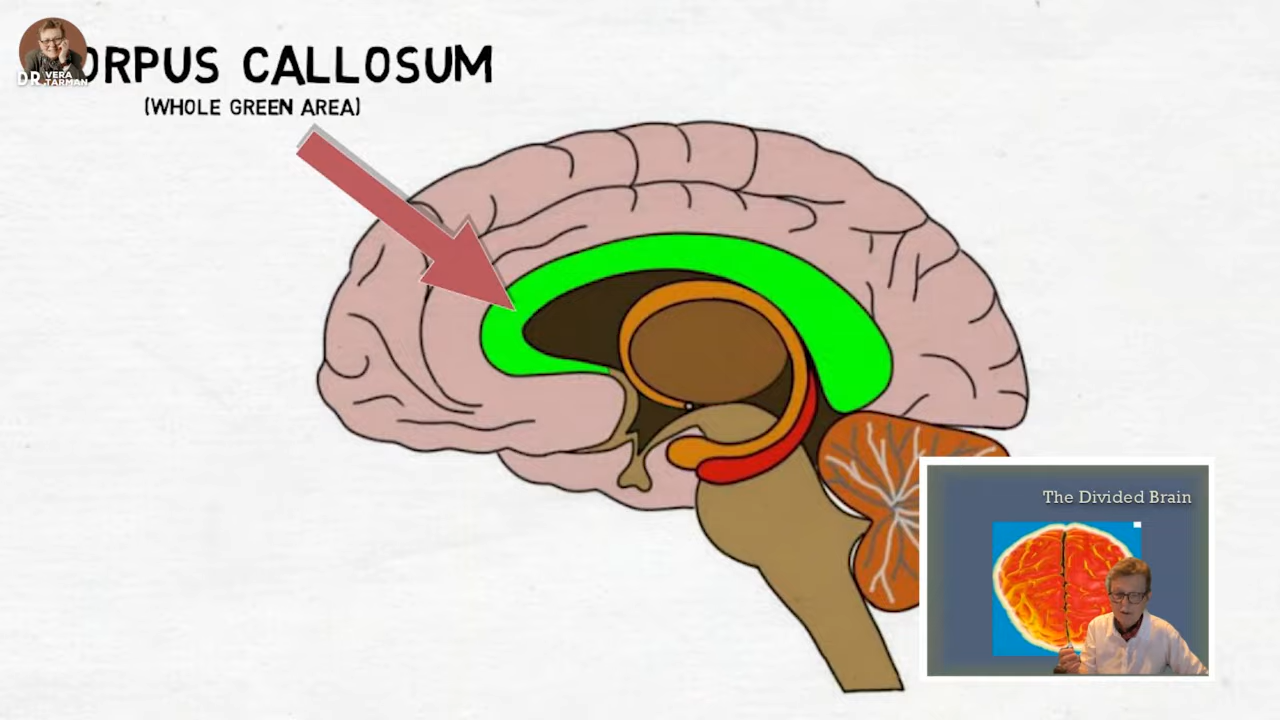 ORPUS CALLOSUM
(WHOLE GREEN AREA)
DR. VERA
TARMAN
The Divided Brain